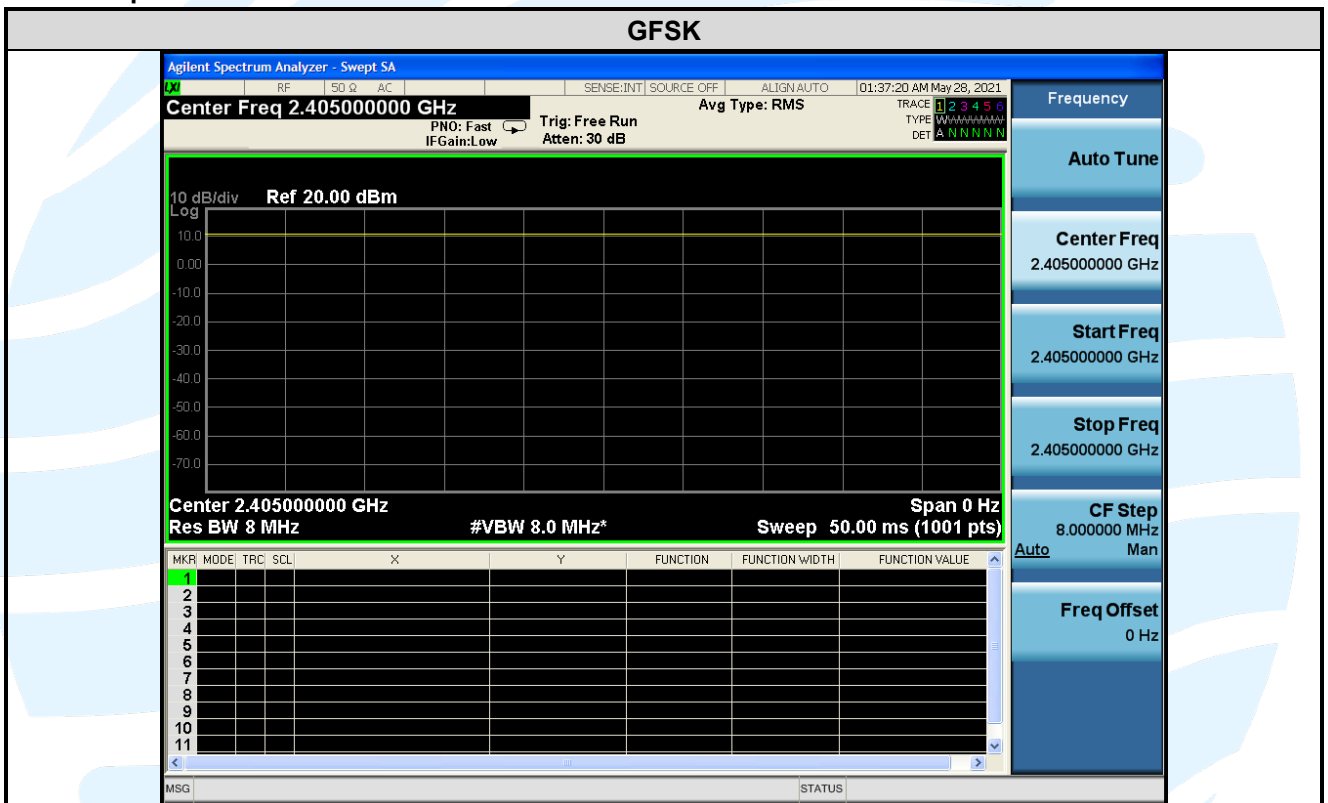 GFSK
Agilent Spectrum Analyzer - Swept SA
LXI RF 50 Ω AC SENSE:INT SOURCE OFF ALIGN AUTO 01:37:20 AM May 28, 2021
Center Freq 2.405000000 GHz
PNO: Fast
IFGain:Low
Trig: Free Run
Atten: 30 dB
Avg Type: RMS
TRACE 1 2 3 4 5 6
TYPE WWWWWW
DET A N N N N N
10 dB/div Ref 20.00 dBm
Log
10.0
0.00
-10.0
-20.0
-30.0
-40.0
-50.0
-60.0
-70.0
Center 2.405000000 GHz Span 0 Hz
Res BW 8 MHz #VBW 8.0 MHz* Sweep 50.00 ms (1001 pts)
MKR MODE TRC SCL X Y FUNCTION FUNCTION WIDTH FUNCTION VALUE
1
2
3
4
5
6
7
8
9
10
11
MSG STATUS
Frequency
Auto Tune
Center Freq
2.405000000 GHz
Start Freq
2.405000000 GHz
Stop Freq
2.405000000 GHz
CF Step
8.000000 MHz
Auto Man
Freq Offset
0 Hz